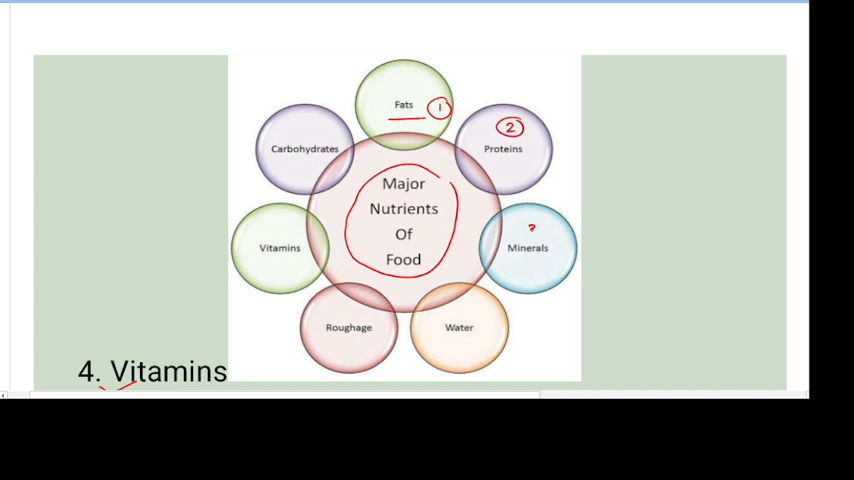 Fats 1
2
Carbohydrates
Proteins
Major
Nutrients
Of
Food
?
Vitamins
Minerals
Roughage
Water
4. Vitamins